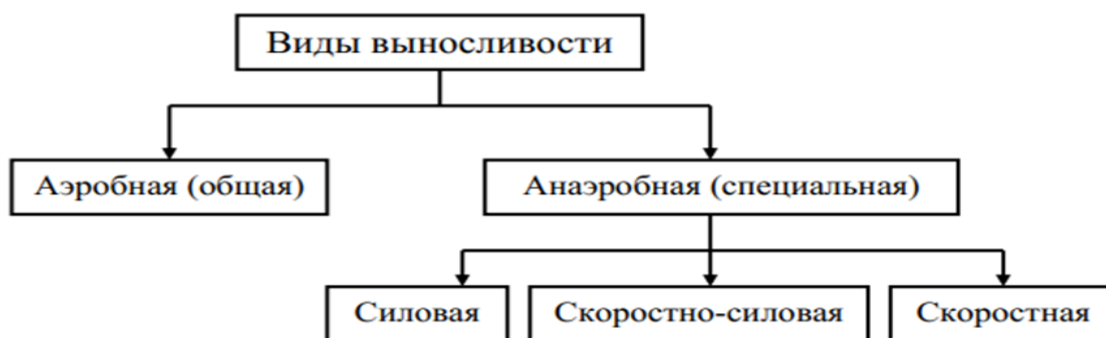 Виды выносливости
Аэробная (общая)
Анаэробная (специальная)
Силовая
Скоростно-силовая
Скоростная